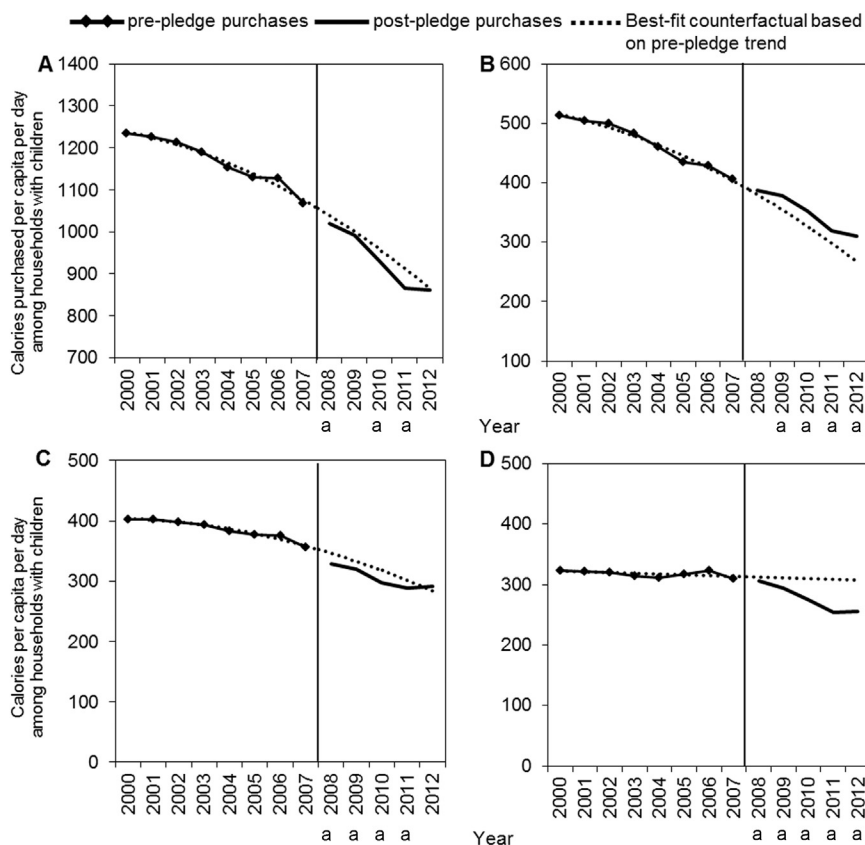 pre-pledge purchases
post-pledge purchases
Best-fit counterfactual based
on pre-pledge trend
A
Calories purchased per capita per day
among households with children
1400
1300
1200
1100
1000
900
800
700
2000
2001
2002
2003
2004
2005
2006
2007
2008
2009
2010
2011
2012
a
a
a
B
600
500
400
300
200
100
2000
2001
2002
2003
2004
2005
2006
2007
2008
2009
2010
2011
2012
a
a
a
a
Year
C
Calories per capita per day
among households with children
500
400
300
200
100
0
2000
2001
2002
2003
2004
2005
2006
2007
2008
2009
2010
2011
2012
a
a
a
a
D
500
400
300
200
100
0
2000
2001
2002
2003
2004
2005
2006
2007
2008
2009
2010
2011
2012
a
a
a
a
a
Year